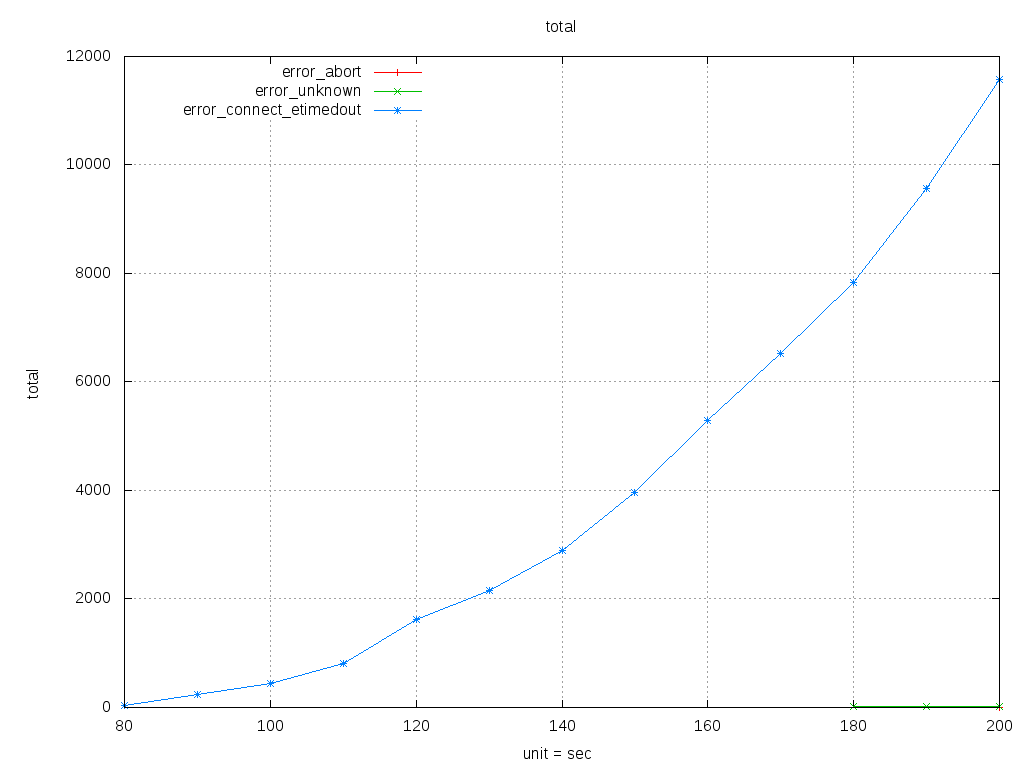 total
12000
10000
8000
6000
4000
2000
0
total
error_abort
error_unknown
error_connect_etimedout
80 100 120 140 160 180 200
unit = sec